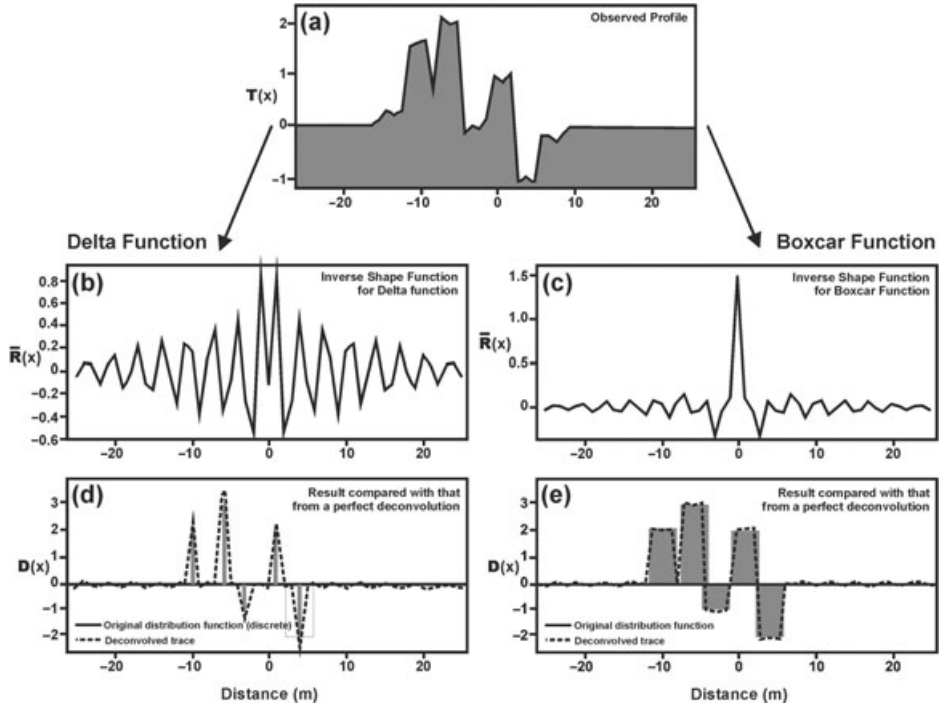 (a)
Observed Profile
T(x)
2
1
0
–1
–20
–10
0
10
20
Delta Function
Boxcar Function
(b)
Inverse Shape Function
for Delta function
R̅(x)
0.8
0.6
0.4
0.2
0
–0.2
–0.4
–0.6
–20
–10
0
10
20
(c)
Inverse Shape Function
for Boxcar Function
R̅(x)
1.5
1.0
0.5
0
–20
–10
0
10
20
(d)
Result compared with that
from a perfect deconvolution
D(x)
3
2
1
0
–1
–2
Original distribution function (discrete)
Deconvolved trace
–20
–10
0
10
20
Distance (m)
(e)
Result compared with that
from a perfect deconvolution
D(x)
3
2
1
0
–1
–2
Original distribution function
Deconvolved trace
–20
–10
0
10
20
Distance (m)